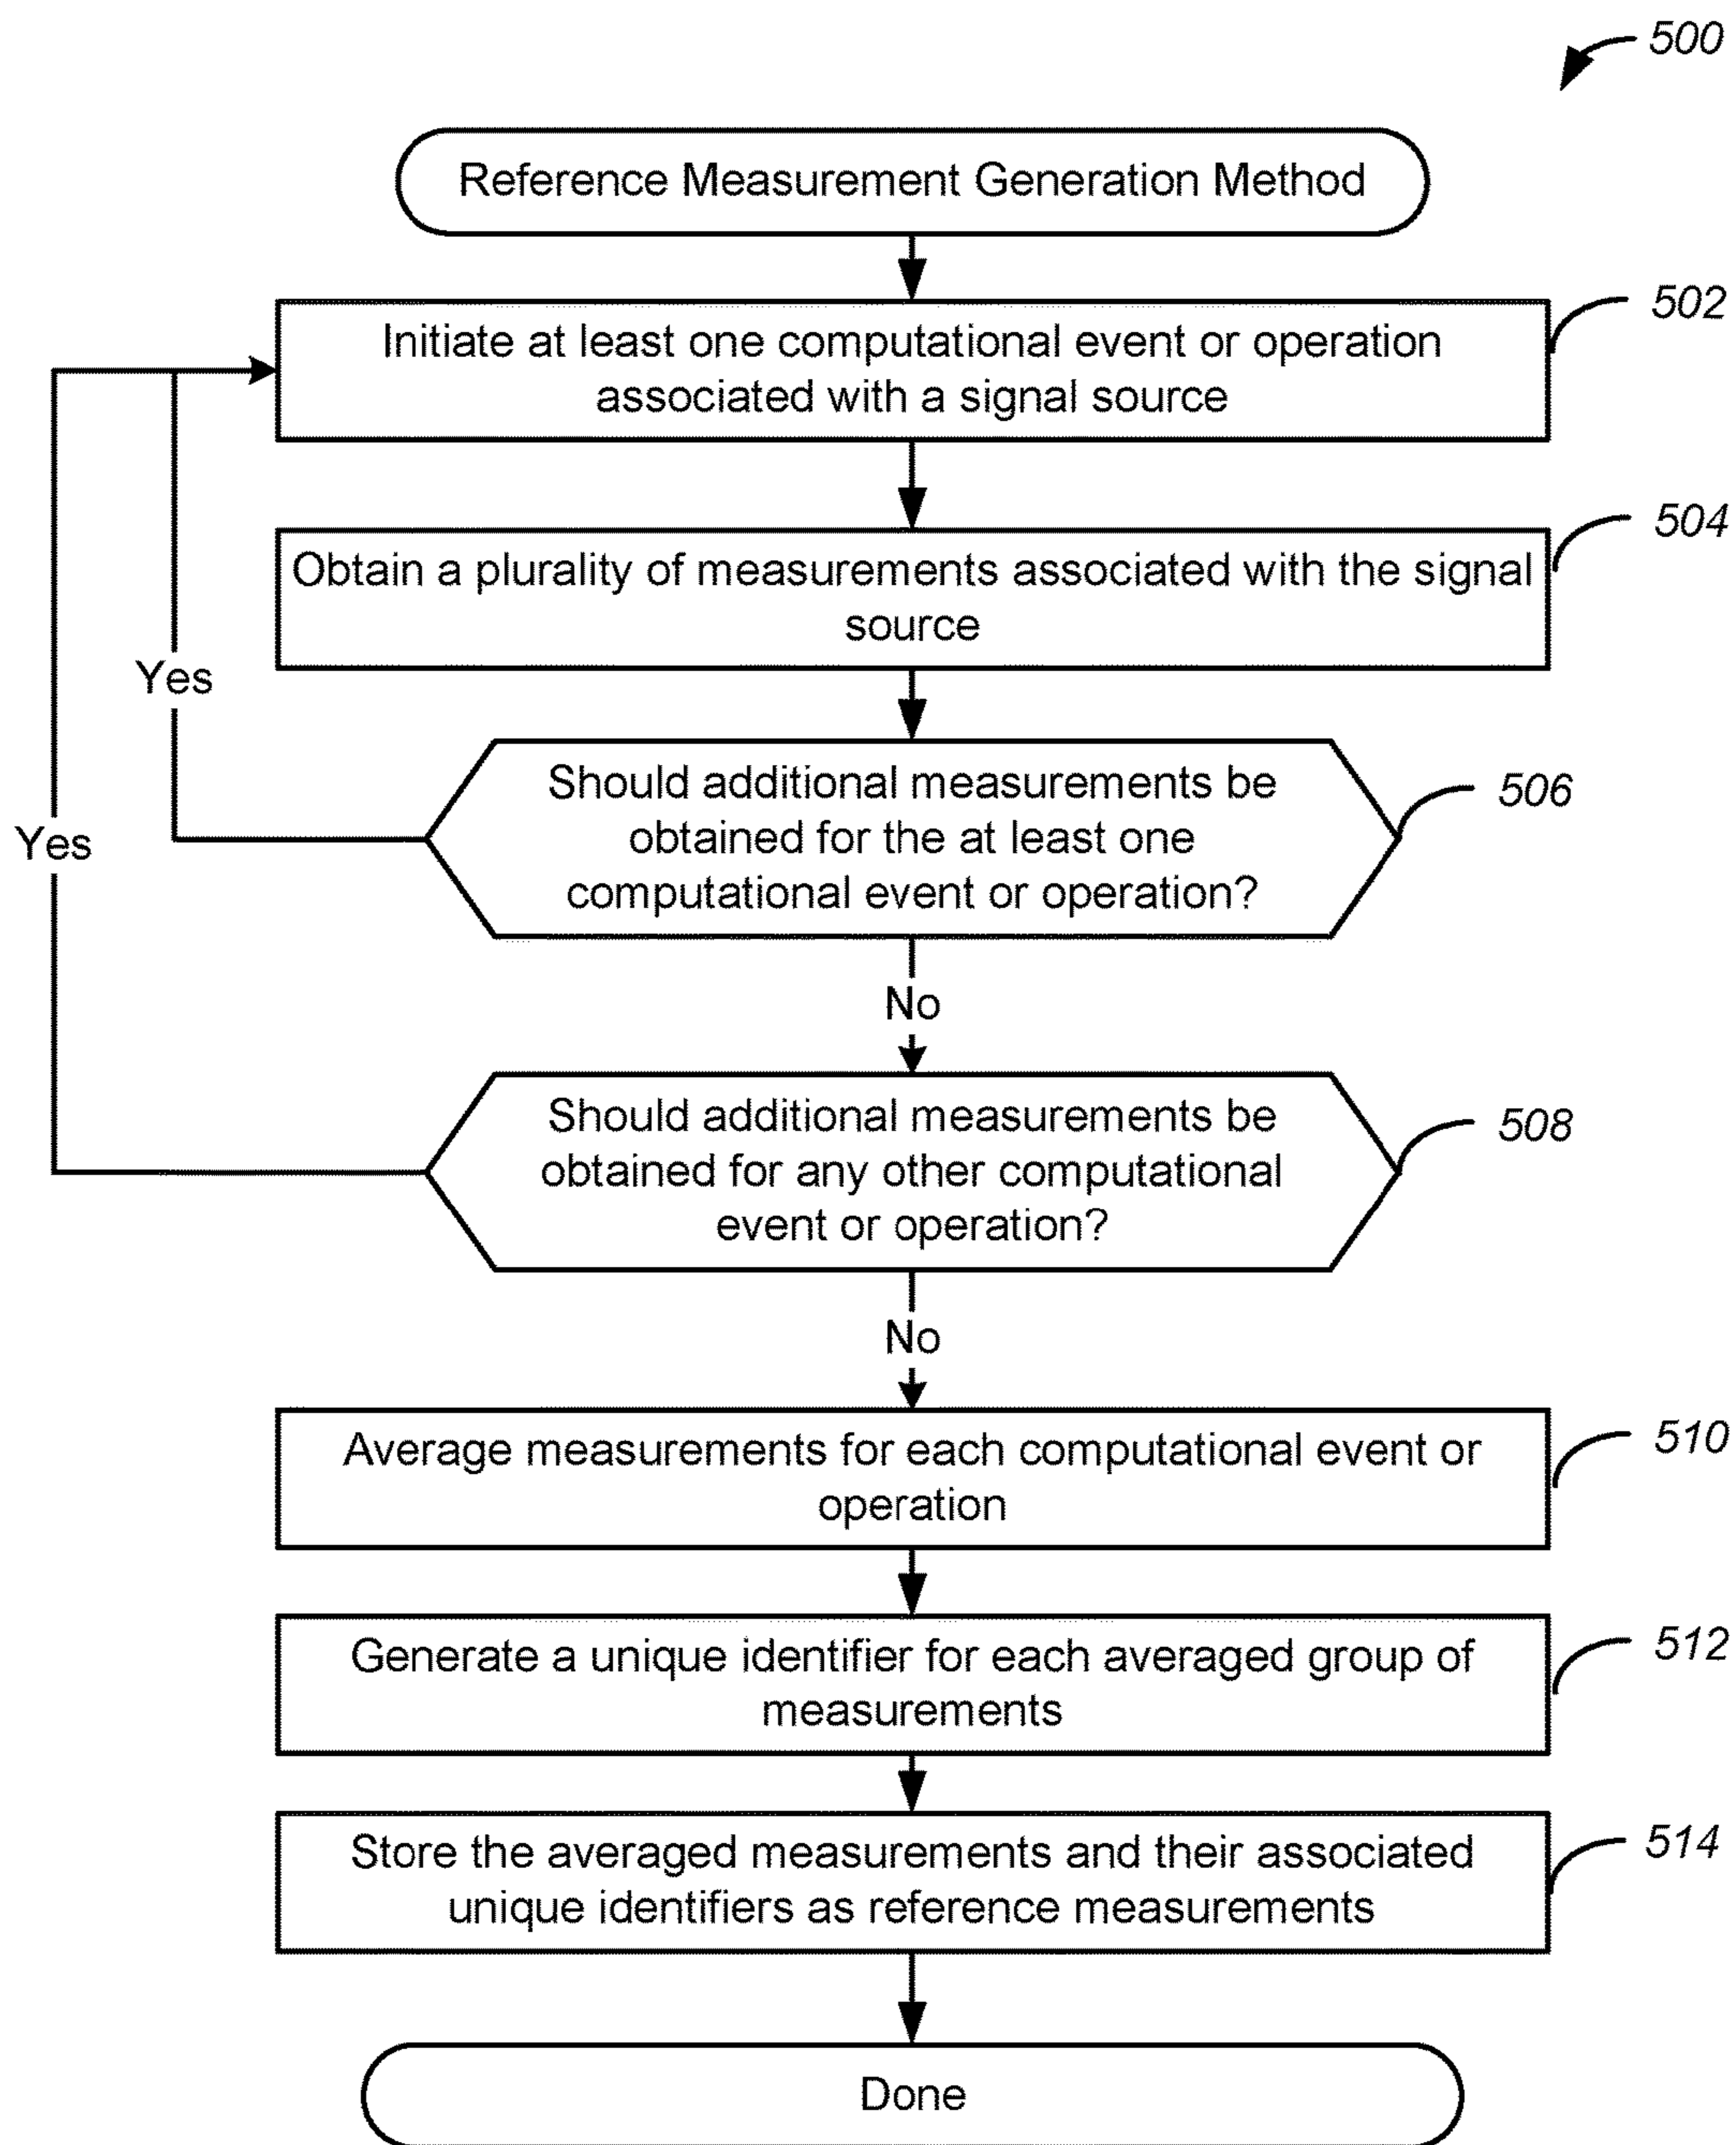 500
Reference Measurement Generation Method
502
Initiate at least one computational event or operation
associated with a signal source
504
Obtain a plurality of measurements associated with the signal
source
Yes
Should additional measurements be
obtained for the at least one
computational event or operation?
506
Yes
No
Should additional measurements be
obtained for any other computational
event or operation?
508
No
Average measurements for each computational event or
operation
510
Generate a unique identifier for each averaged group of
measurements
512
Store the averaged measurements and their associated
unique identifiers as reference measurements
514
Done